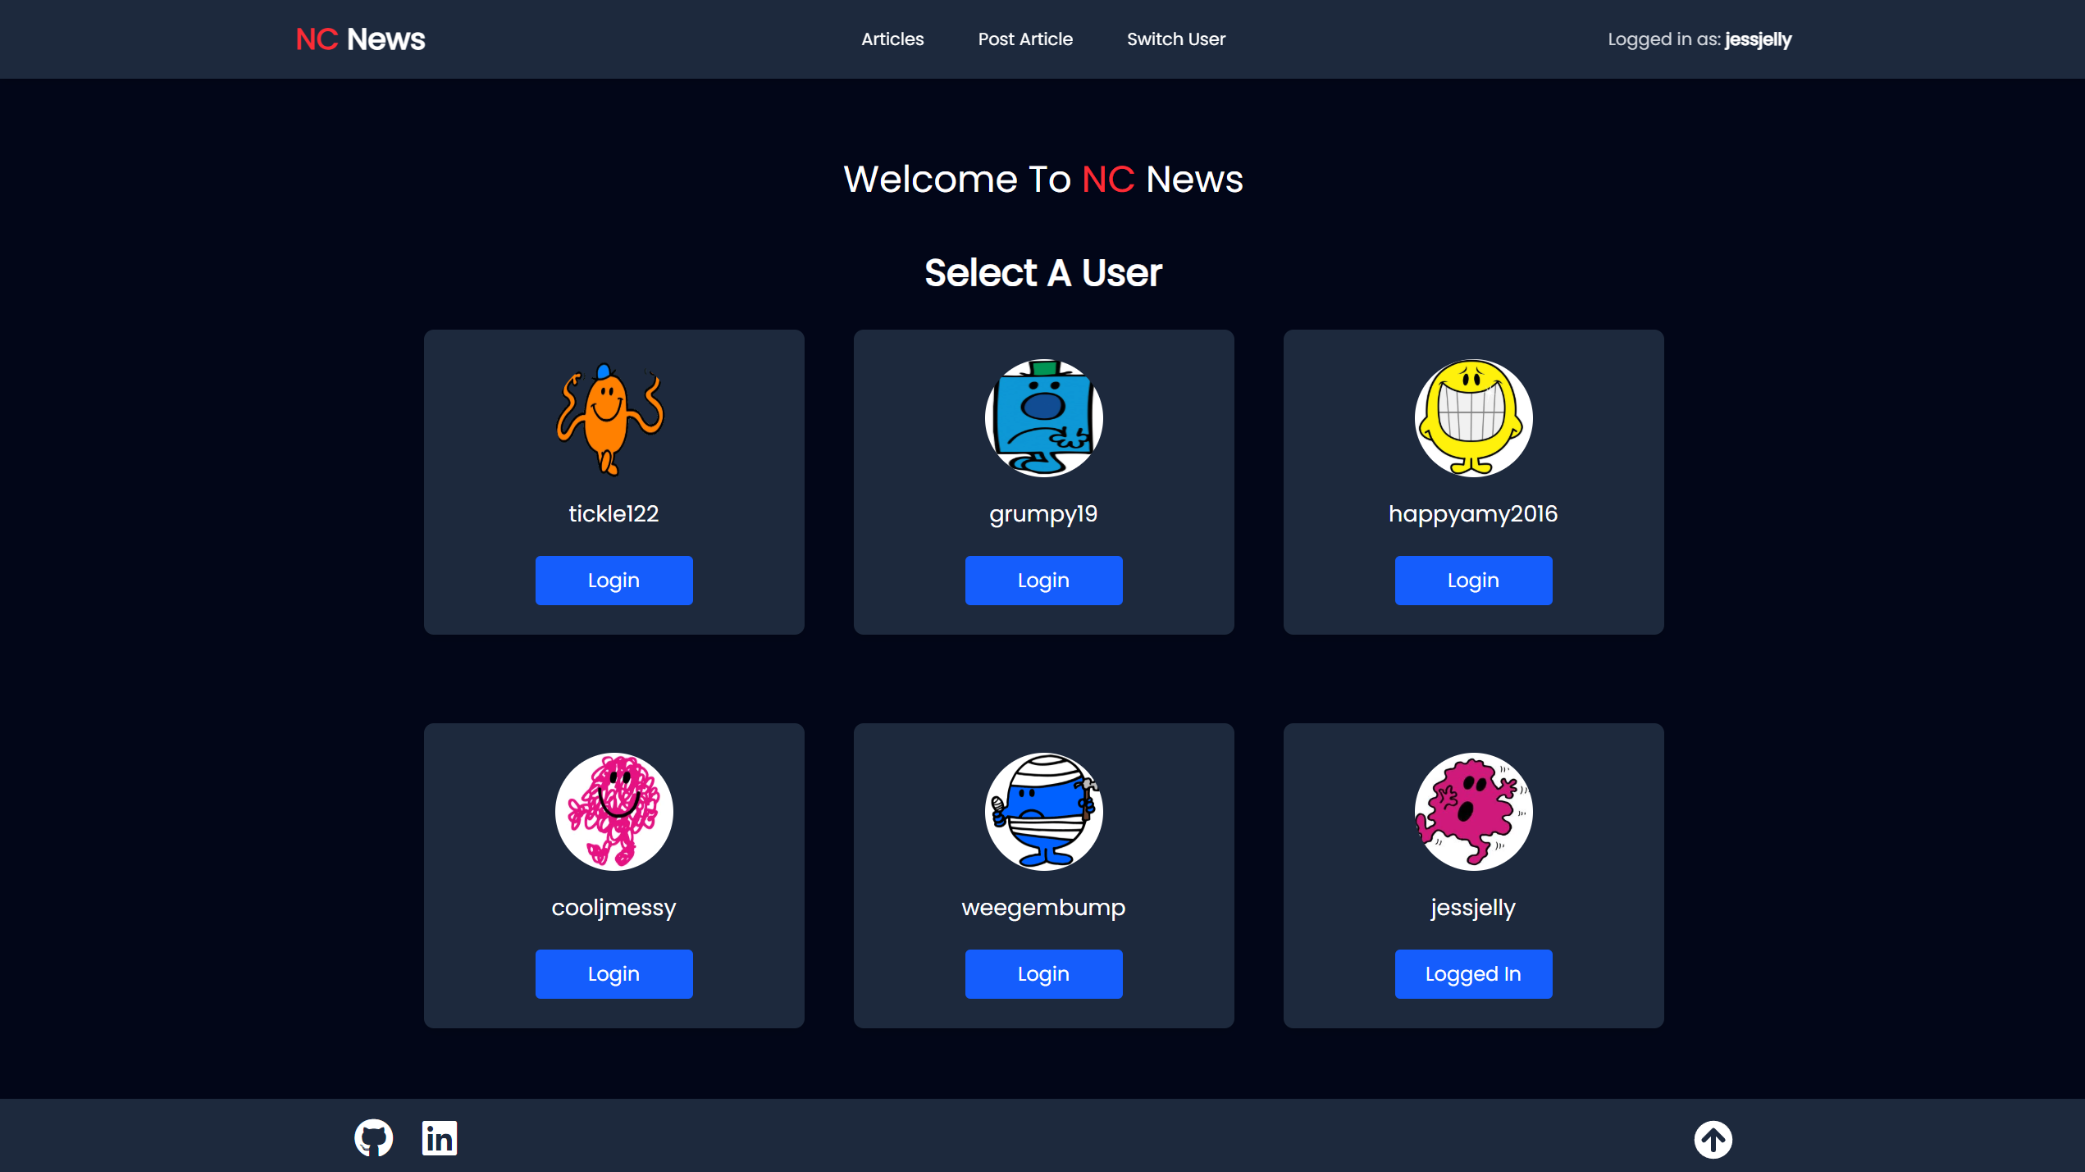 NC News
Articles Post Article Switch User
Logged in as: jessjelly
Welcome To NC News
Select A User
tickle122
Login
grumpy19
Login
happyamy2016
Login
cooljmessy
Login
weegembump
Login
jessjelly
Logged In
in